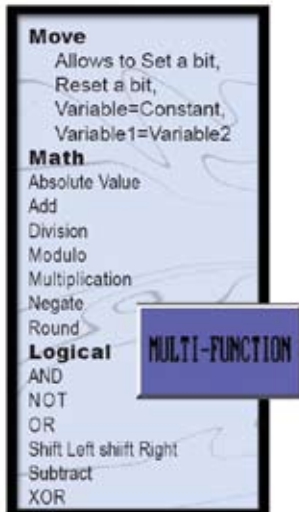 Move
Allows to Set a bit,
Reset a bit,
Variable=Constant,
Variable1=Variable2
Math
Absolute Value
Add
Division
Modulo
Multiplication
Negate
Round
MULTI-FUNCTION
Logical
AND
NOT
OR
Shift Left shiift Right
Subtract
XOR